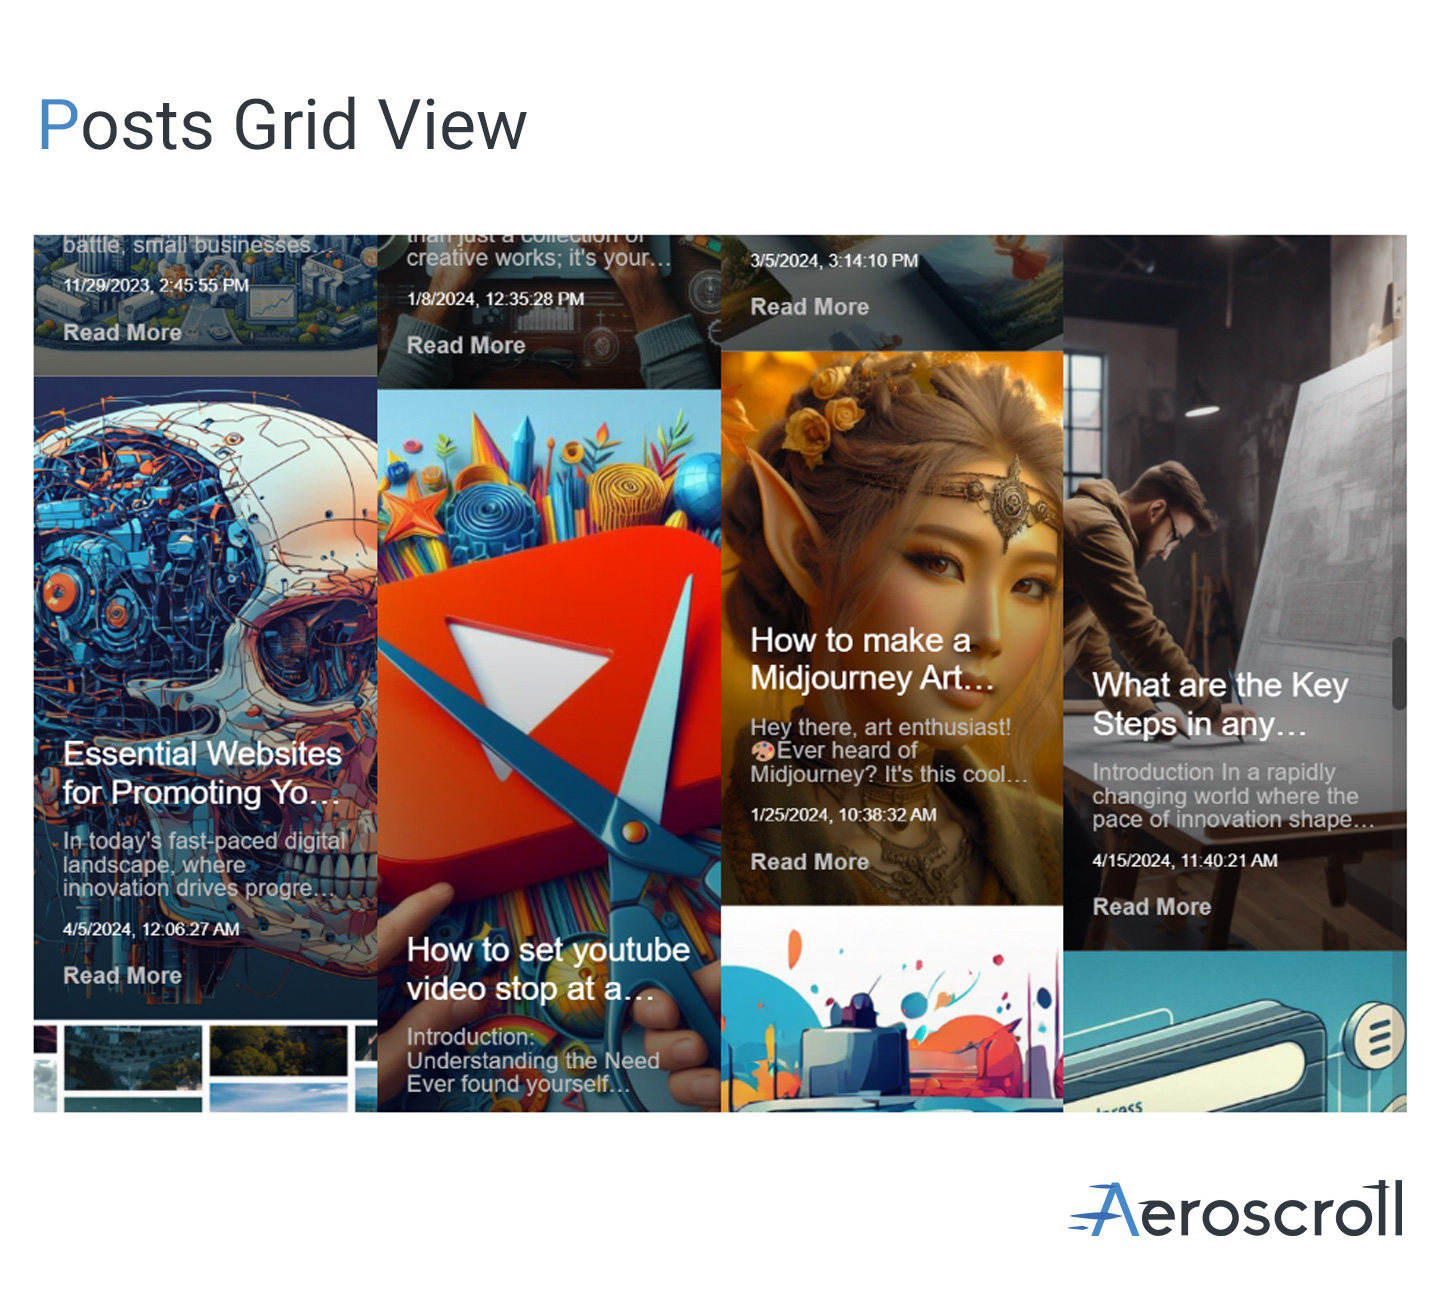 Posts Grid View
battle, small businesses...
11/29/2023, 2:45:55 PM
Read More
Essential Websites
for Promoting Yo...
In today's fast-paced digital
landscape, where
innovation drives progre...
4/5/2024, 12:06:27 AM
Read More
than just a collection of
creative works; it's your...
1/8/2024, 12:35:28 PM
Read More
How to set youtube
video stop at a...
Introduction:
Understanding the Need
Ever found yourself...
3/5/2024, 3:14:10 PM
Read More
How to make a
Midjourney Art...
Hey there, art enthusiast!
🎨Ever heard of
Midjourney? It's this cool...
1/25/2024, 10:38:32 AM
Read More
What are the Key
Steps in any...
Introduction In a rapidly
changing world where the
pace of innovation shape...
4/15/2024, 11:40:21 AM
Read More
Aeroscroll